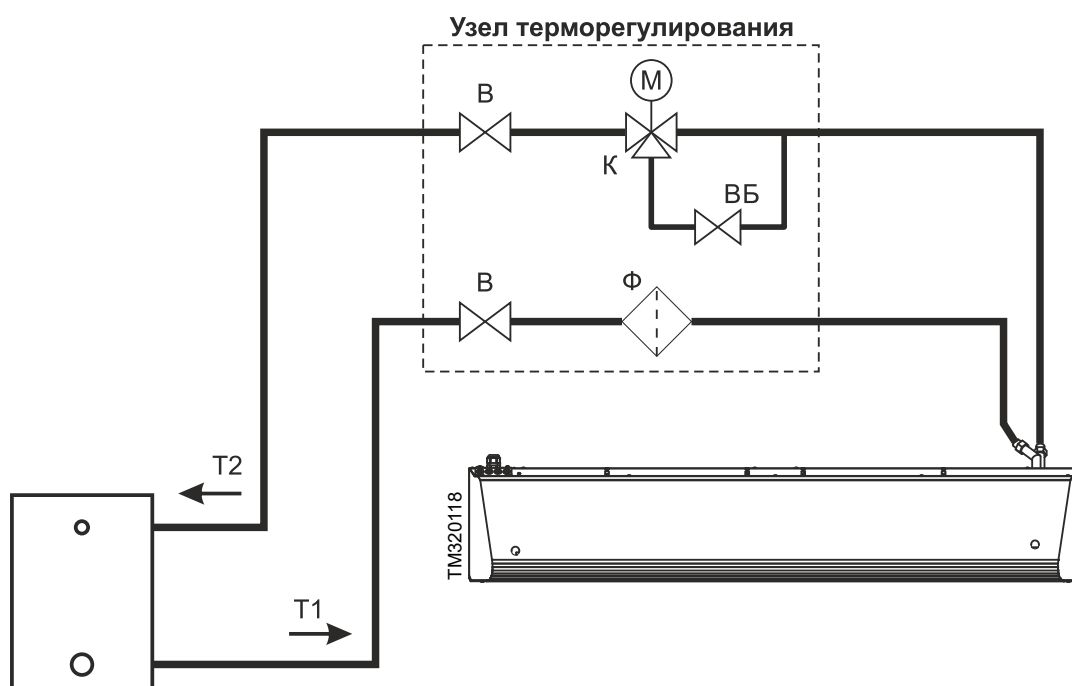 Узел терморегулирования
М
В
К
ВБ
В
Ф
Т2
ТМ320118
Т1